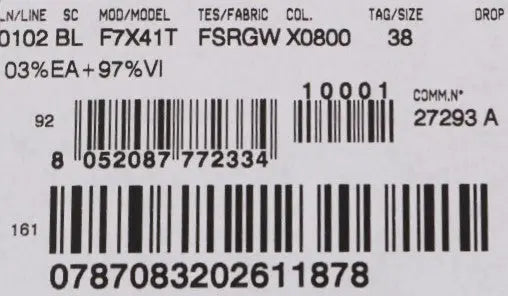 LN/LINE SC MOD/MODEL TES/FABRIC COL. TAG/SIZE DROP
0102 BL F7X41T FSRGW X0800 38
03%EA+97%VI
10001 COMM.N°
92 27293 A
8 052087 772334
161
0787083202611878